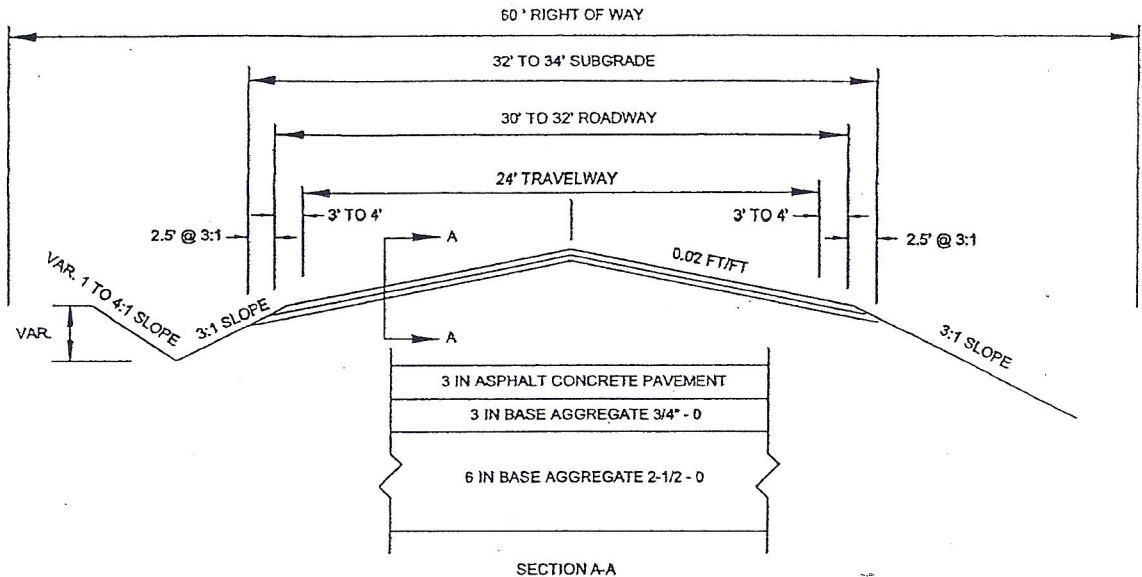 60 ' RIGHT OF WAY
32' TO 34' SUBGRADE
30' TO 32' ROADWAY
24' TRAVELWAY
3' TO 4'
3' TO 4'
2.5' @ 3:1
A
2.5' @ 3:1
0.02 FT/FT
VAR. 1 TO 4:1 SLOPE
3:1 SLOPE
VAR.
A
3:1 SLOPE
3 IN ASPHALT CONCRETE PAVEMENT
3 IN BASE AGGREGATE 3/4" - 0
6 IN BASE AGGREGATE 2-1/2 - 0
SECTION A-A